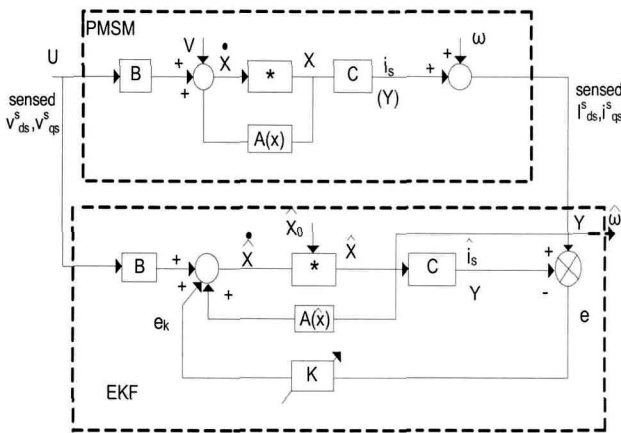 PMSM
U
V
Ẋ
X
i_s
ω
B
+
+
*
C
+
+
(Y)
A(x)
sensed
v^s_ds, v^s_qs
sensed
I^s_ds, i^s_qs
X̂_0
Y
ω̂
B
+
+
+
X̂̇
*
X̂
C
î_s
Y
+
-
e_k
A(x̂)
e
K
EKF